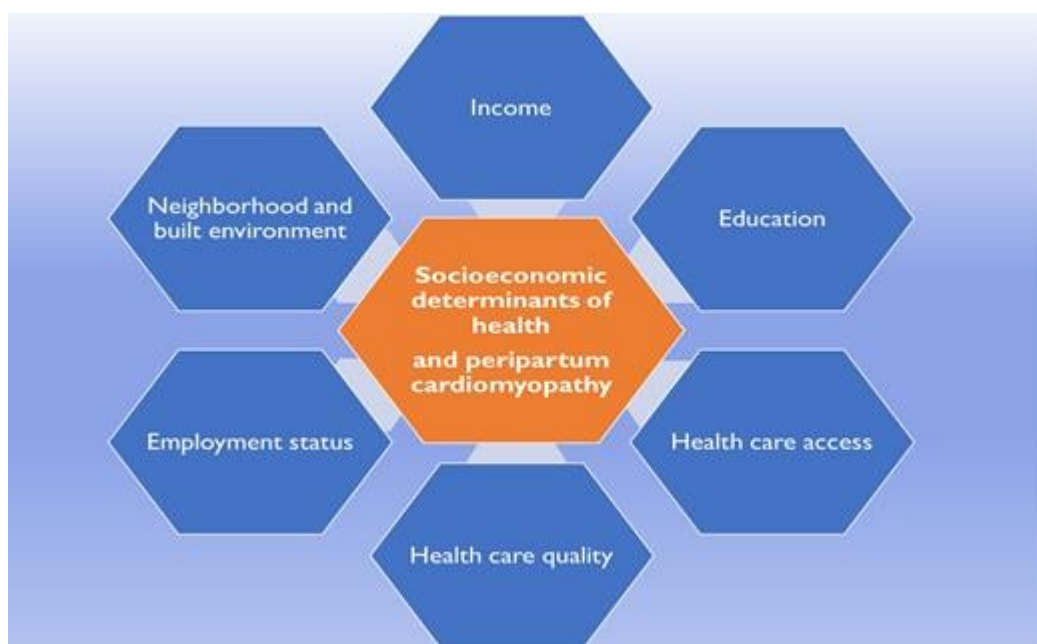 Income
Neighborhood and
built environment
Education
Socioeconomic
determinants of
health
and peripartum
cardiomyopathy
Employment status
Health care access
Health care quality